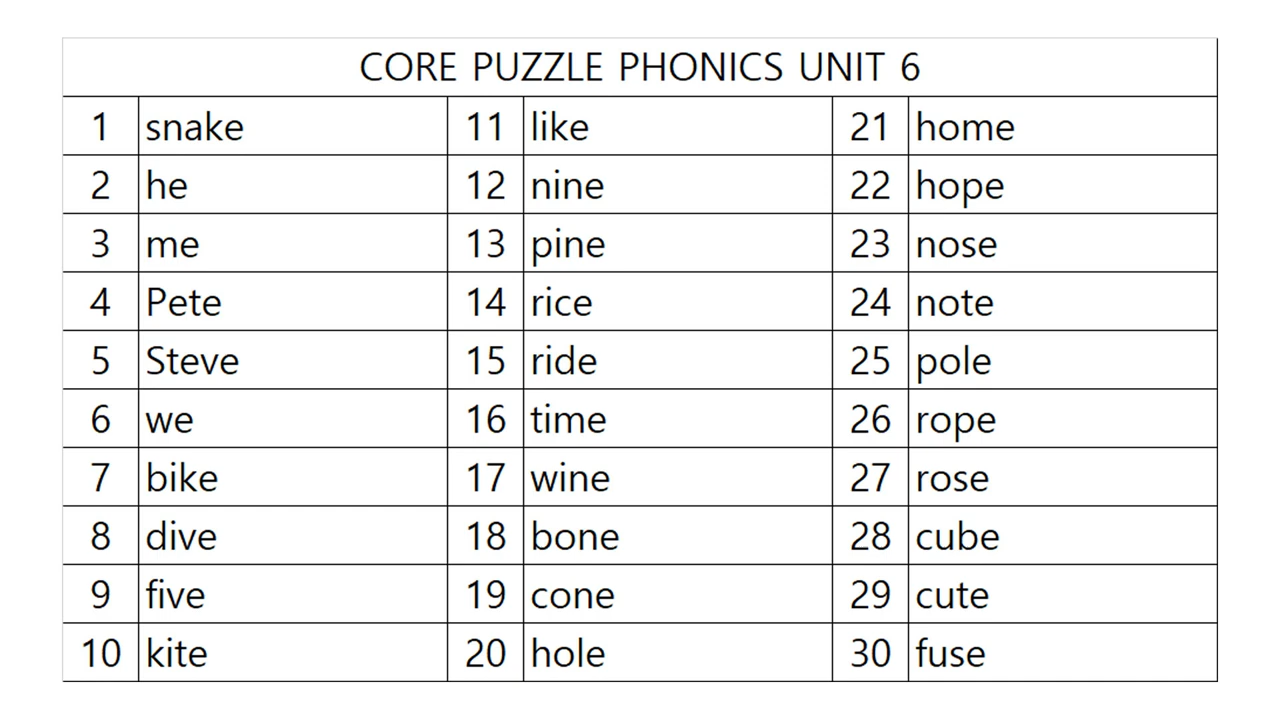 CORE PUZZLE PHONICS UNIT 6
1 snake 11 like 21 home
2 he 12 nine 22 hope
3 me 13 pine 23 nose
4 Pete 14 rice 24 note
5 Steve 15 ride 25 pole
6 we 16 time 26 rope
7 bike 17 wine 27 rose
8 dive 18 bone 28 cube
9 five 19 cone 29 cute
10 kite 20 hole 30 fuse